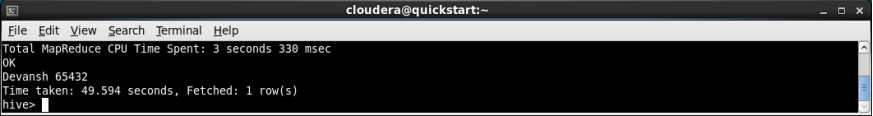 cloudera@quickstart:~
File Edit View Search Terminal Help
Total MapReduce CPU Time Spent: 3 seconds 330 msec
OK
Devansh 65432
Time taken: 49.594 seconds, Fetched: 1 row(s)
hive>